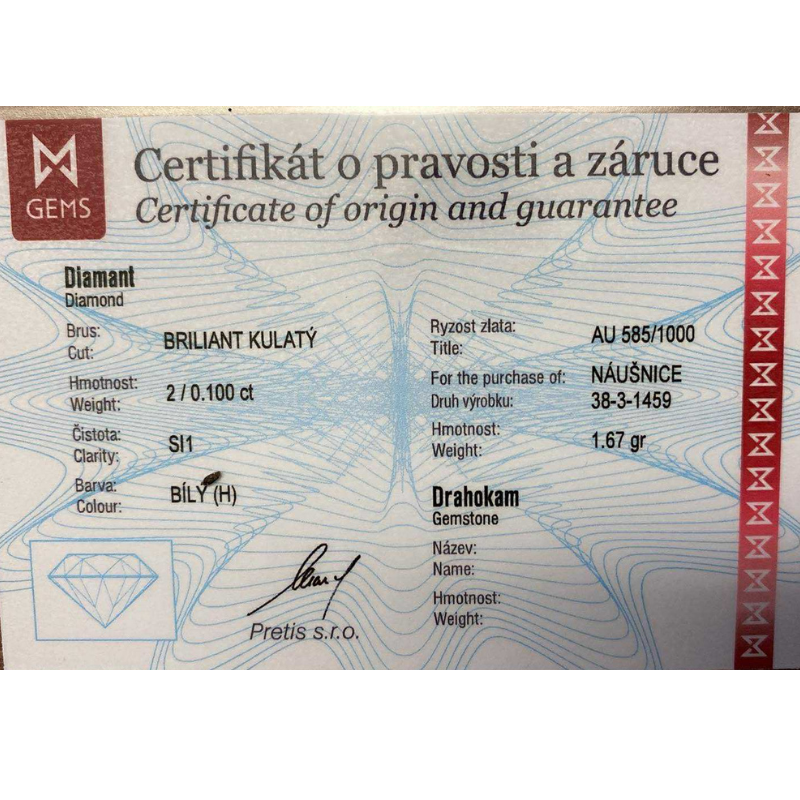 GEMS
Certifikát o pravosti a záruce
Certificate of origin and guarantee
Diamant
Diamond
Brus:
Cut:
BRILIANT KULATÝ
Hmotnost:
Weight:
2 / 0.100 ct
Čistota:
Clarity:
SI1
Barva:
Colour:
BÍLÝ (H)
Pretis s.r.o.
Ryzost zlata:
Title:
AU 585/1000
For the purchase of:
Druh výrobku:
NÁUŠNICE
38-3-1459
Hmotnost:
Weight:
1.67 gr
Drahokam
Gemstone
Název:
Name:
Hmotnost:
Weight: